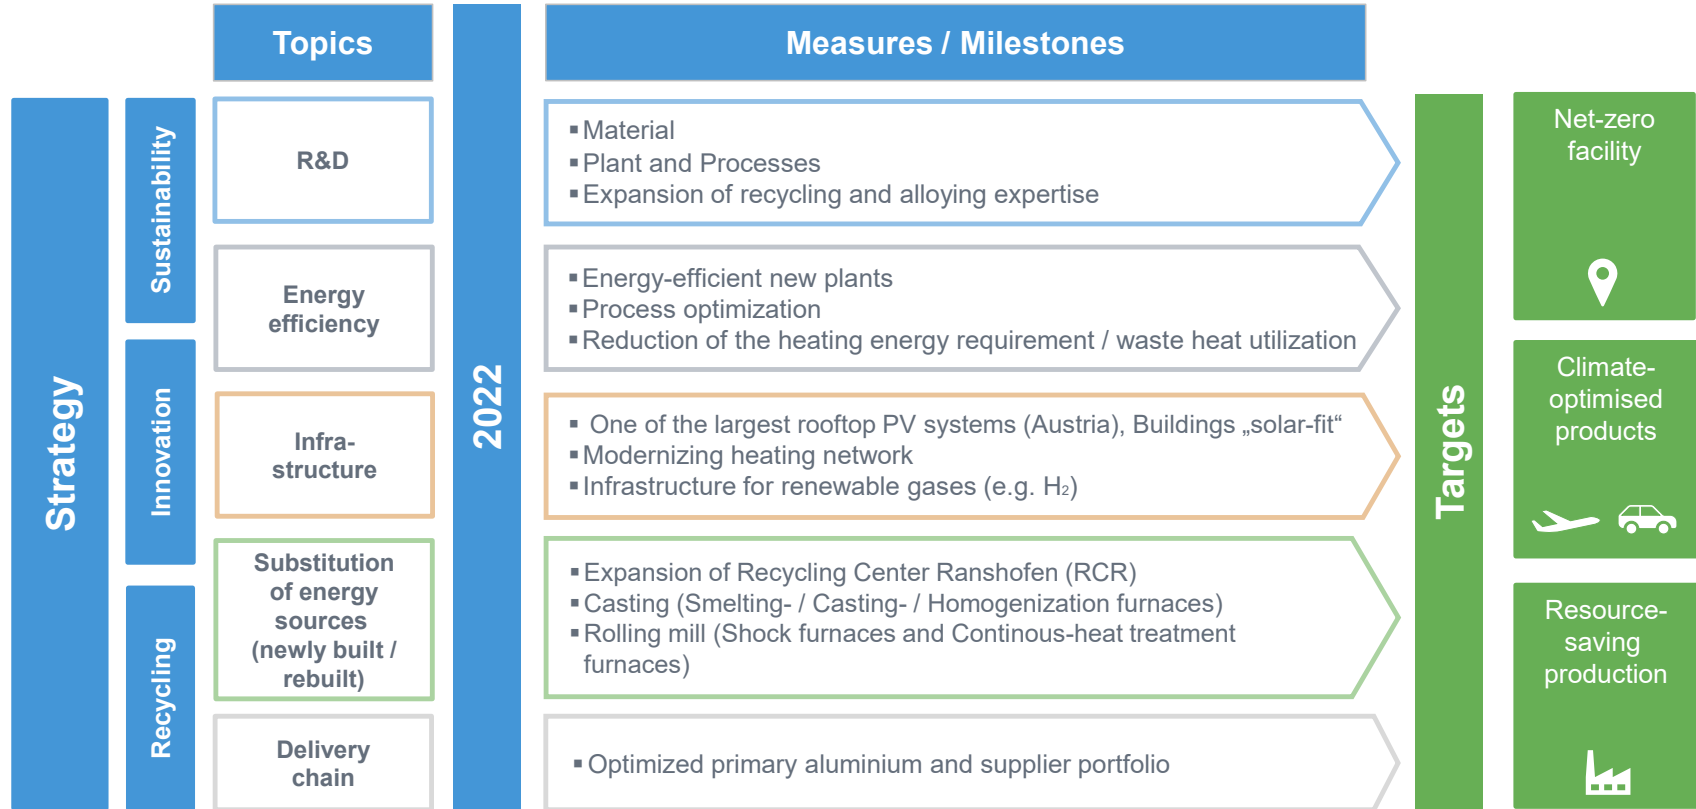 Topics
Measures / Milestones
Strategy
Sustainability
Innovation
Recycling
2022
R&D
▪ Material
▪ Plant and Processes
▪ Expansion of recycling and alloying expertise
Energy
efficiency
▪ Energy-efficient new plants
▪ Process optimization
▪ Reduction of the heating energy requirement / waste heat utilization
Infra-
structure
▪ One of the largest rooftop PV systems (Austria), Buildings „solar-fit“
▪ Modernizing heating network
▪ Infrastructure for renewable gases (e.g. H₂)
Substitution
of energy
sources
(newly built /
rebuilt)
▪ Expansion of Recycling Center Ranshofen (RCR)
▪ Casting (Smelting- / Casting- / Homogenization furnaces)
▪ Rolling mill (Shock furnaces and Continous-heat treatment
furnaces)
Delivery
chain
▪ Optimized primary aluminium and supplier portfolio
Targets
Net-zero
facility
Climate-
optimised
products
Resource-
saving
production